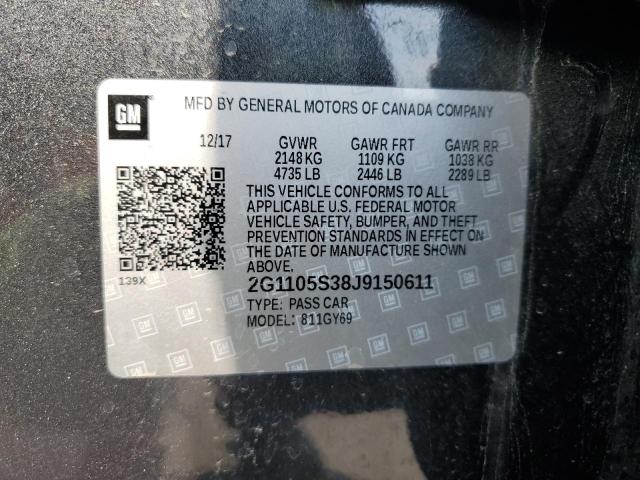 GM
MFD BY GENERAL MOTORS OF CANADA COMPANY
12/17 GVWR GAWR FRT GAWR RR
2148 KG 1109 KG 1038 KG
4735 LB 2446 LB 2289 LB
THIS VEHICLE CONFORMS TO ALL
APPLICABLE U.S. FEDERAL MOTOR
VEHICLE SAFETY, BUMPER, AND THEFT
PREVENTION STANDARDS IN EFFECT ON
THE DATE OF MANUFACTURE SHOWN
ABOVE.
139X
2G1105S38J9150611
TYPE: PASS CAR
MODEL: 811GY69